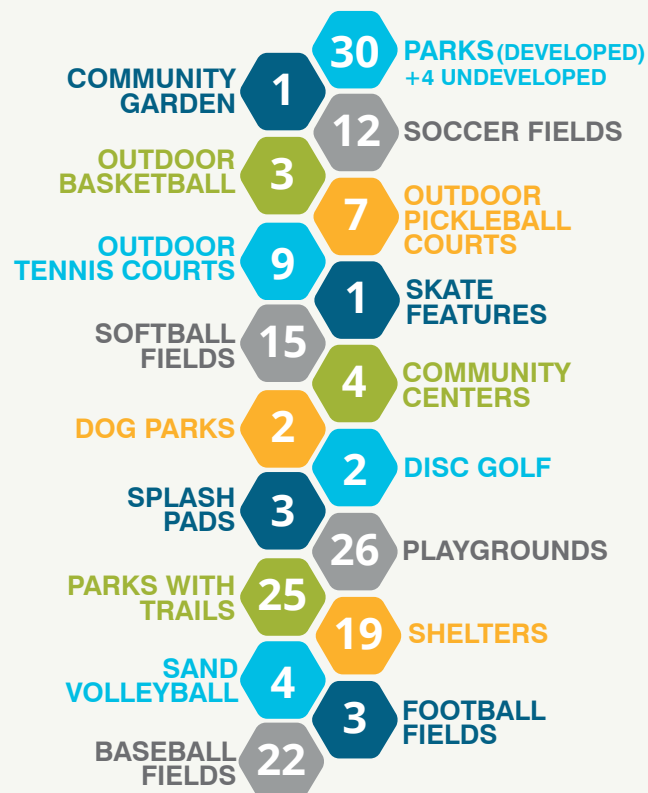 30
PARKS (DEVELOPED)
+4 UNDEVELOPED
COMMUNITY
GARDEN
1
12
SOCCER FIELDS
OUTDOOR
BASKETBALL
3
7
OUTDOOR
PICKLEBALL
COURTS
OUTDOOR
TENNIS COURTS
9
1
SKATE
FEATURES
SOFTBALL
FIELDS
15
4
COMMUNITY
CENTERS
DOG PARKS
2
2
DISC GOLF
SPLASH
PADS
3
26
PLAYGROUNDS
PARKS WITH
TRAILS
25
19
SHELTERS
SAND
VOLLEYBALL
4
3
FOOTBALL
FIELDS
BASEBALL
FIELDS
22